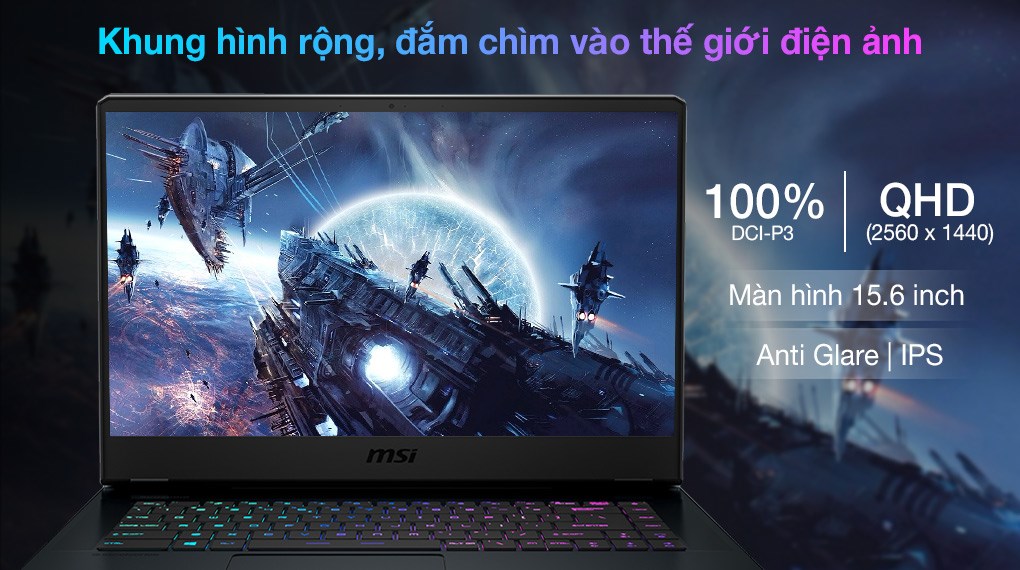 Khung hình rộng, đắm chìm vào thế giới điện ảnh
100%
DCI-P3
QHD
(2560 x 1440)
Màn hình 15.6 inch
Anti Glare | IPS
msi